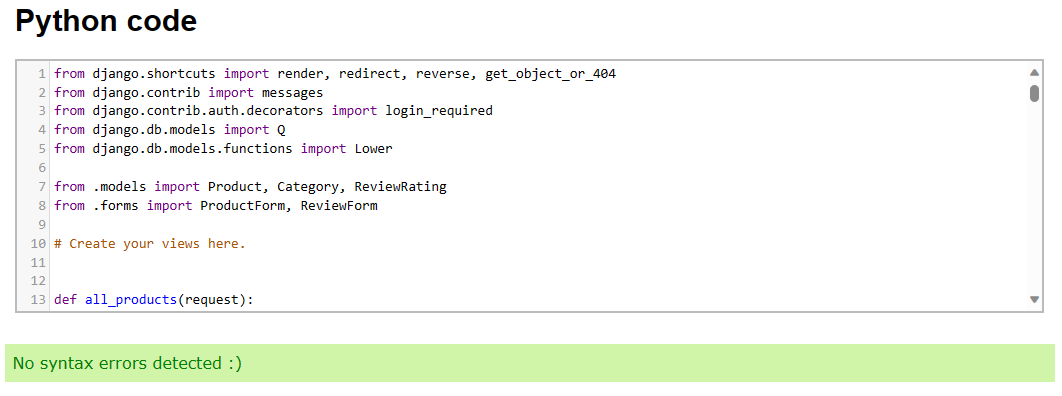 Python code
1 from django.shortcuts import render, redirect, reverse, get_object_or_404
2 from django.contrib import messages
3 from django.contrib.auth.decorators import login_required
4 from django.db.models import Q
5 from django.db.models.functions import Lower
6
7 from .models import Product, Category, ReviewRating
8 from .forms import ProductForm, ReviewForm
9
10 # Create your views here.
11
12
13 def all_products(request):
No syntax errors detected :)